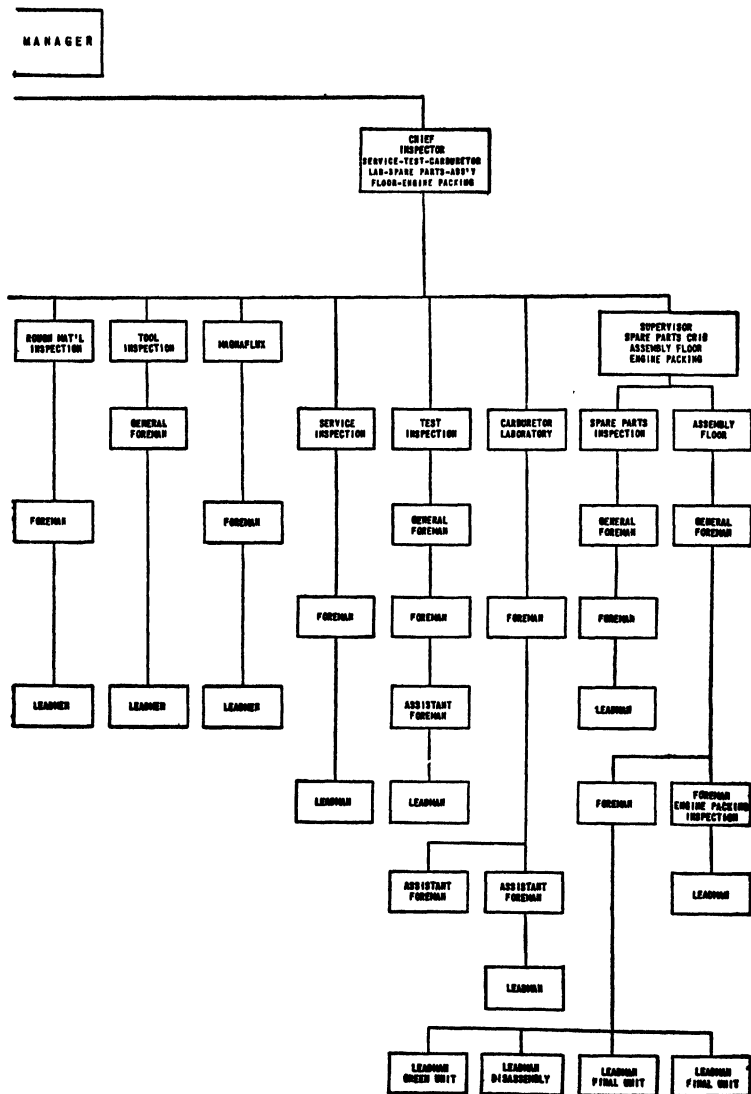 MANAGER
CHIEF
INSPECTOR
SERVICE-TEST-CARBURETOR
LAB-SPARE PARTS-ASS'Y
FLOOR-ENGINE PACKING
ROUGH MAT'L
INSPECTION
TOOL
INSPECTION
MAGNAFLUX
SUPERVISOR
SPARE PARTS CRIB
ASSEMBLY FLOOR
ENGINE PACKING
GENERAL
FOREMAN
SERVICE
INSPECTION
TEST
INSPECTION
CARBURETOR
LABORATORY
SPARE PARTS
INSPECTION
ASSEMBLY
FLOOR
FOREMAN
FOREMAN
GENERAL
FOREMAN
GENERAL
FOREMAN
GENERAL
FOREMAN
FOREMAN
FOREMAN
FOREMAN
FOREMAN
LEADMEN
LEADMEN
LEADMEN
ASSISTANT
FOREMAN
LEADMAN
LEADMAN
LEADMAN
FOREMAN
FOREMAN
ENGINE PACKING
INSPECTION
ASSISTANT
FOREMAN
ASSISTANT
FOREMAN
LEADMAN
LEADMAN
LEADMAN
GREEN UNIT
LEADMAN
DISASSEMBLY
LEADMAN
FINAL UNIT
LEADMAN
FINAL UNIT